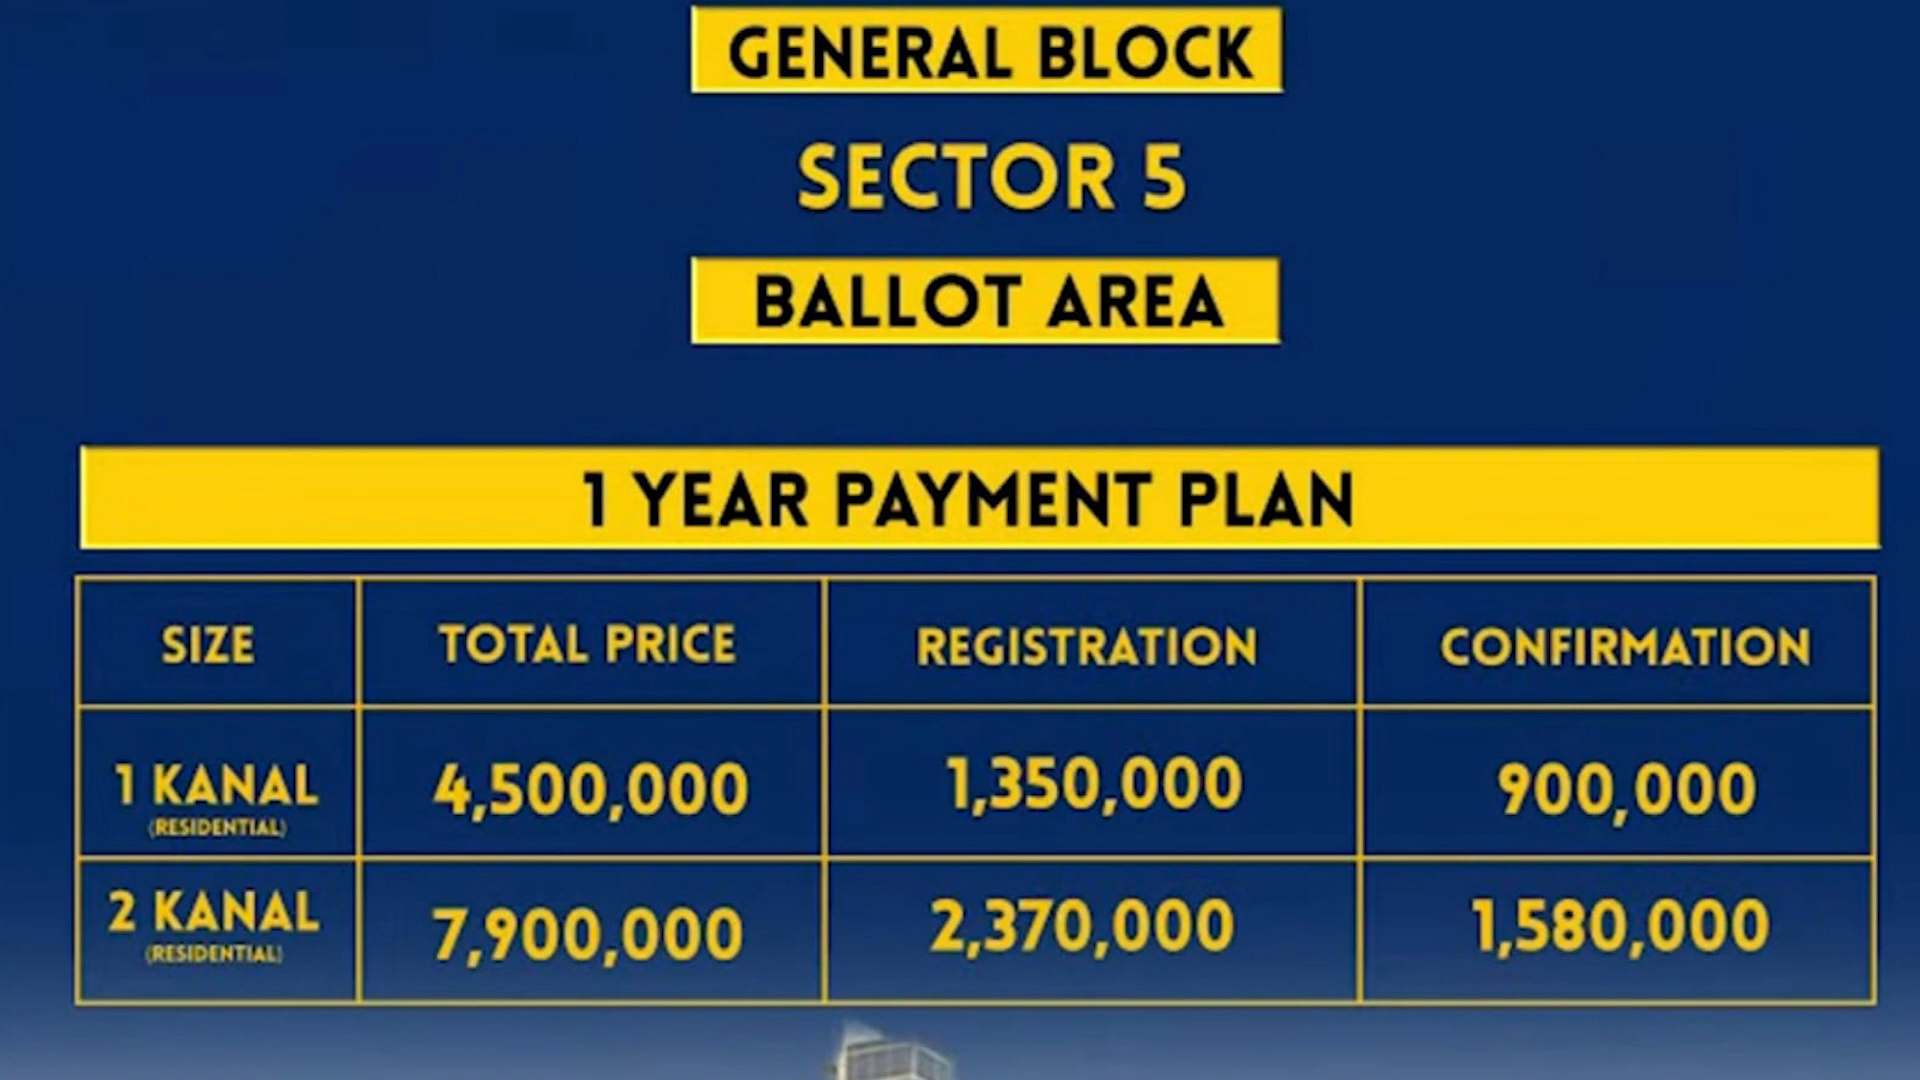 GENERAL BLOCK
SECTOR 5
BALLOT AREA
1 YEAR PAYMENT PLAN
SIZE TOTAL PRICE REGISTRATION CONFIRMATION
1 KANAL 4,500,000 1,350,000 900,000
(RESIDENTIAL)
2 KANAL 7,900,000 2,370,000 1,580,000
(RESIDENTIAL)